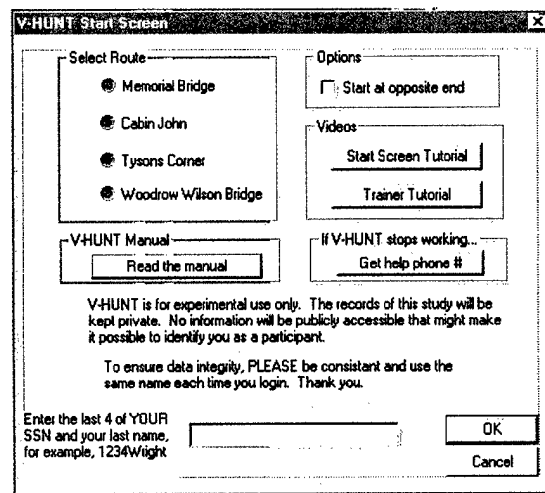 V-HUNT Start Screen
Select Route
Memorial Bridge
Cabin John
Tysons Corner
Woodrow Wilson Bridge
Options
Start at opposite end
Videos
Start Screen Tutorial
Trainer Tutorial
V-HUNT Manual
Read the manual
If V-HUNT stops working...
Get help phone #
V-HUNT is for experimental use only. The records of this study will be
kept private. No information will be publicly accessible that might make
it possible to identify you as a participant.
To ensure data integrity, PLEASE be consistant and use the
same name each time you login. Thank you.
Enter the last 4 of YOUR
SSN and your last name,
for example, 1234Wright
OK
Cancel